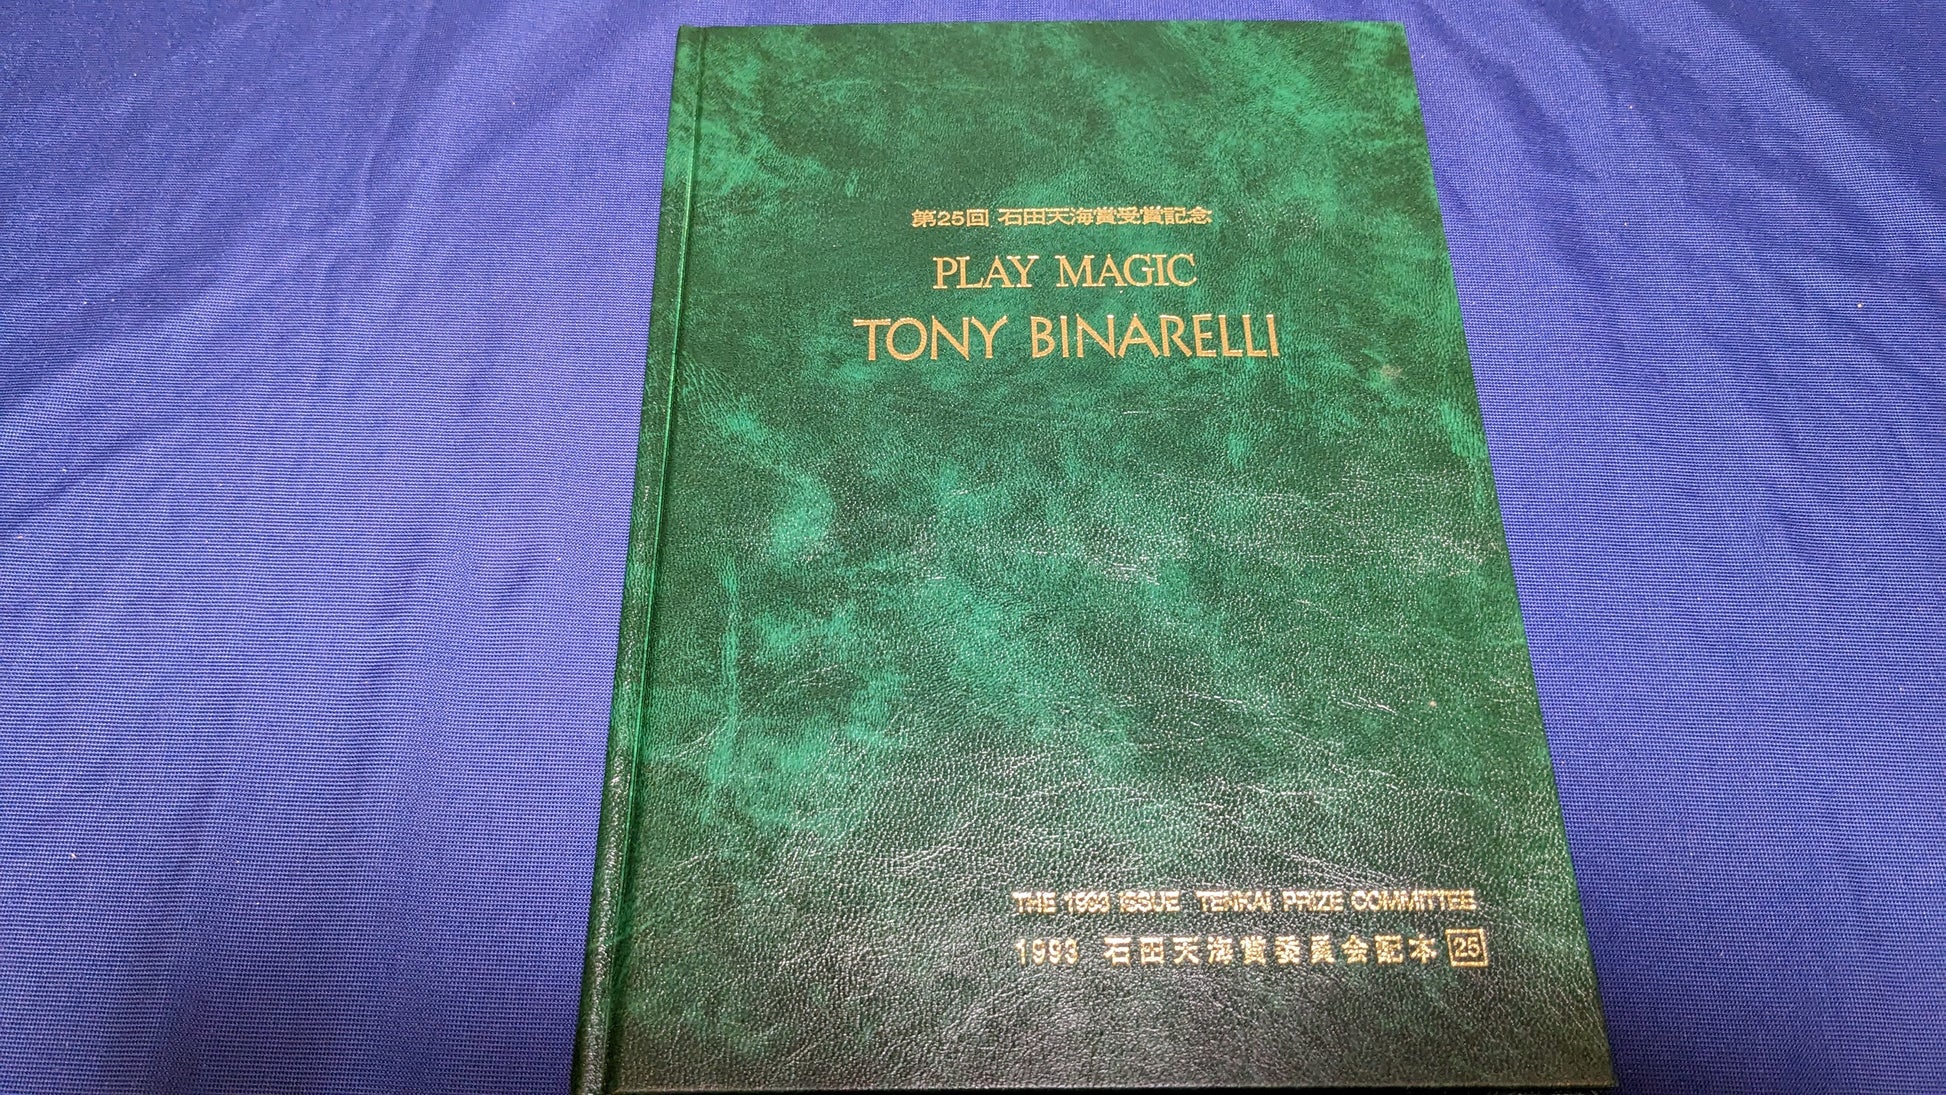 第25回 石田天海賞受賞記念
PLAY MAGIC
TONY BINARELLI
THE 1993 ISSUE TENKAI PRIZE COMMITTEE
1993 石田天海賞委員会記本 25